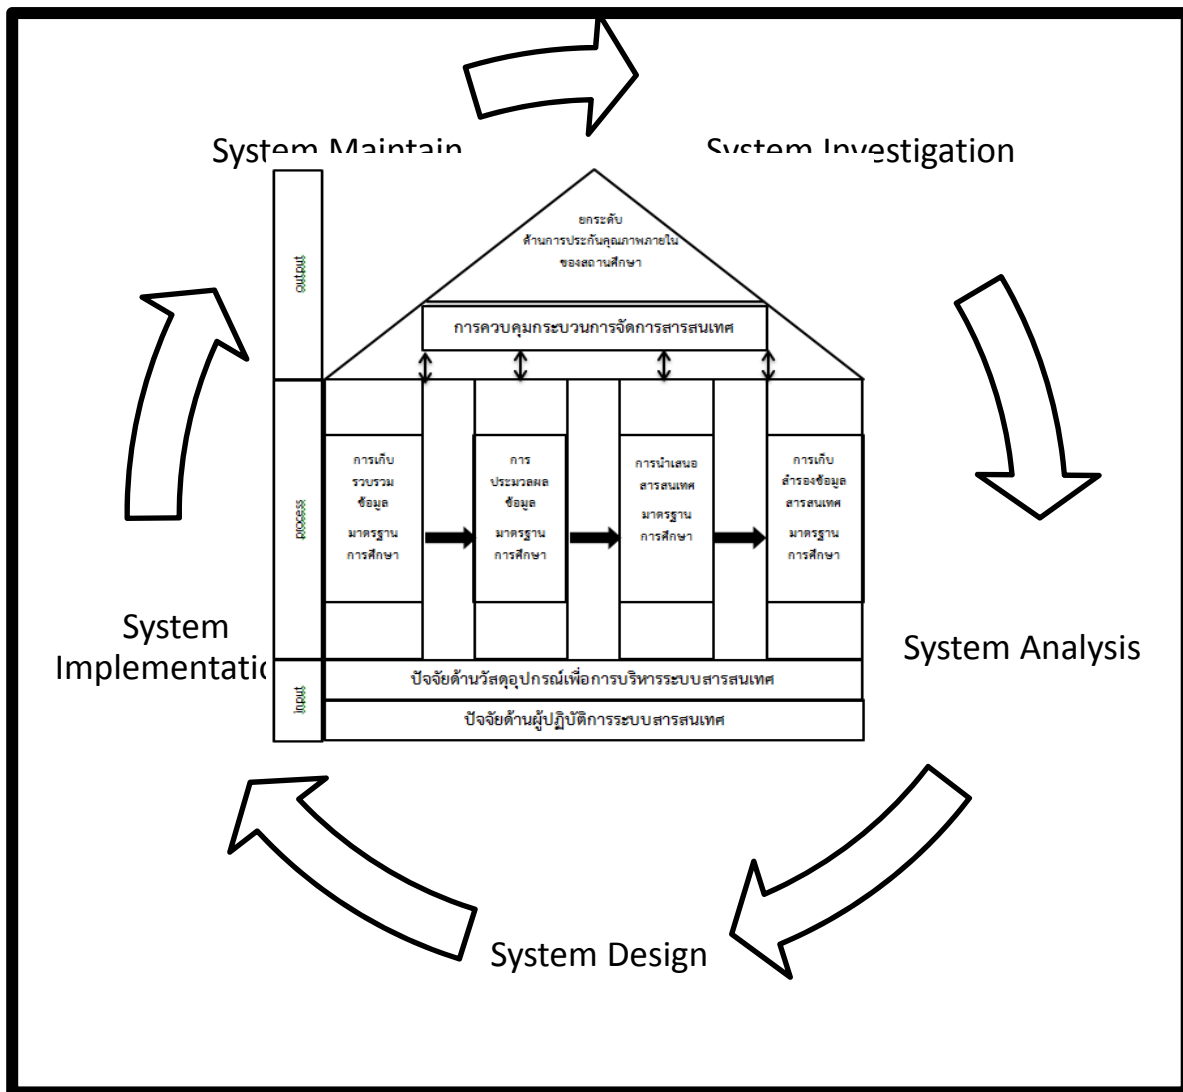 System Maintain
System Investigation
output
ยกระดับ
ด้านการประกันคุณภาพภายใน
ของสถานศึกษา
การควบคุมกระบวนการจัดการสารสนเทศ
process
การเก็บ
รวบรวม
ข้อมูล
มาตรฐาน
การศึกษา
การ
ประมวลผล
ข้อมูล
มาตรฐาน
การศึกษา
การนำเสนอ
สารสนเทศ
มาตรฐาน
การศึกษา
การเก็บ
สำรองข้อมูล
สารสนเทศ
มาตรฐาน
การศึกษา
System
Implementatio
System Analysis
input
ปัจจัยด้านวัสดุอุปกรณ์เพื่อการบริหารระบบสารสนเทศ
ปัจจัยด้านผู้ปฏิบัติการระบบสารสนเทศ
System Design